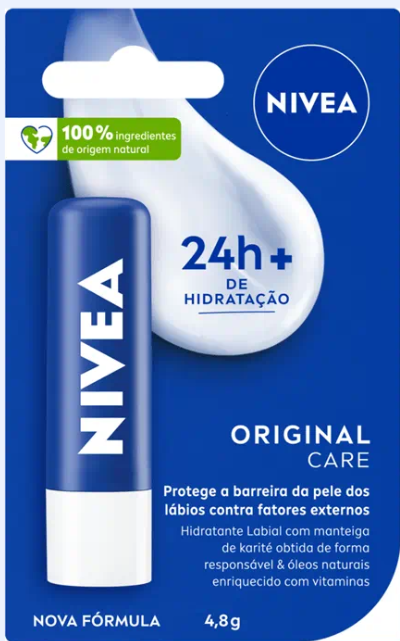 NIVEA
100% ingredientes
de origem natural
24h+
DE
HIDRATAÇÃO
NIVEA
ORIGINAL
CARE
Protege a barreira da pele dos
lábios contra fatores externos
Hidratante Labial com manteiga
de karité obtida de forma
responsável & óleos naturais
enriquecido com vitaminas
NOVA FÓRMULA 4,8g